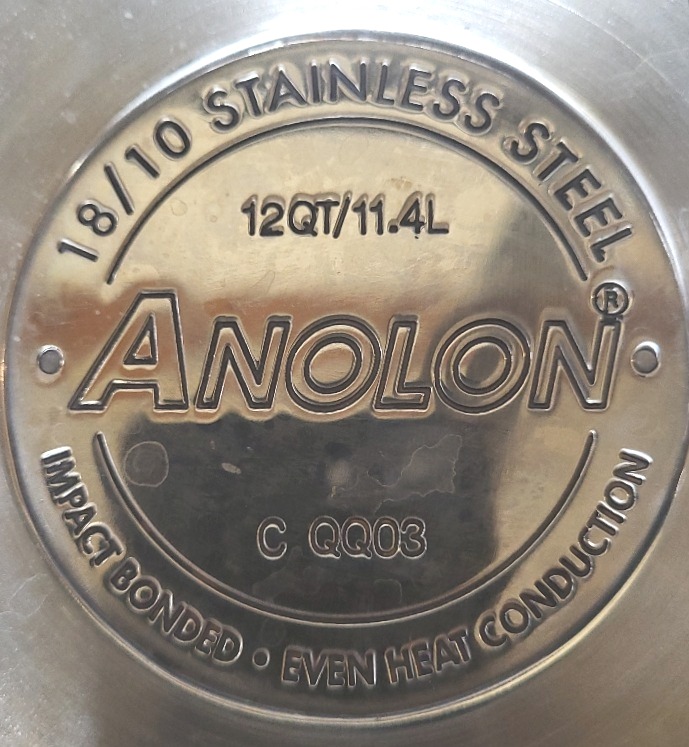 18/10 STAINLESS STEEL
12QT/11.4L
ANOLON®
C QQ03
IMPACT BONDED • EVEN HEAT CONDUCTION